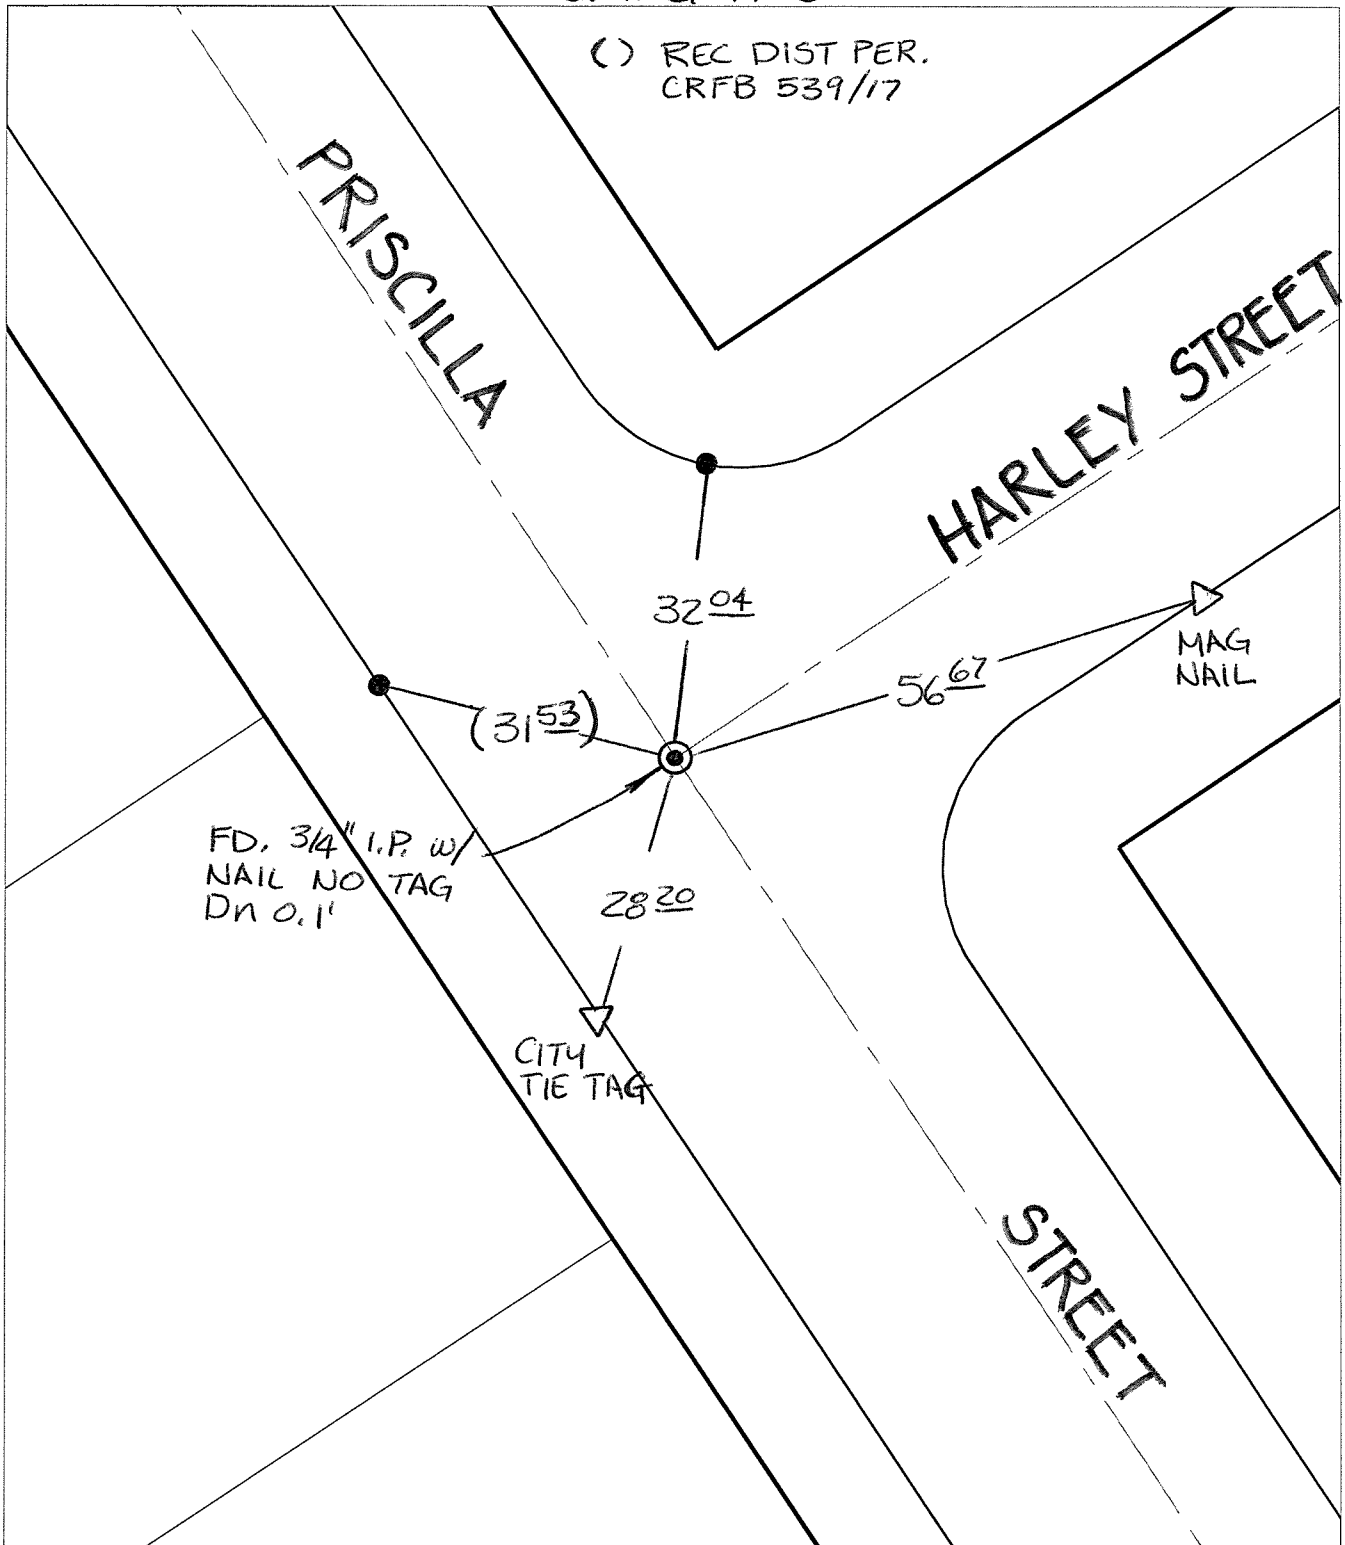 () REC DIST PER.
CRFB 539/17
PRISCILLA
HARLEY STREET
32 04
56 67
MAG
NAIL
(31 53)
FD. 3/4" I.P. w/
NAIL NO TAG
Dn 0.1'
28 20
CITY
TIE TAG
STREET